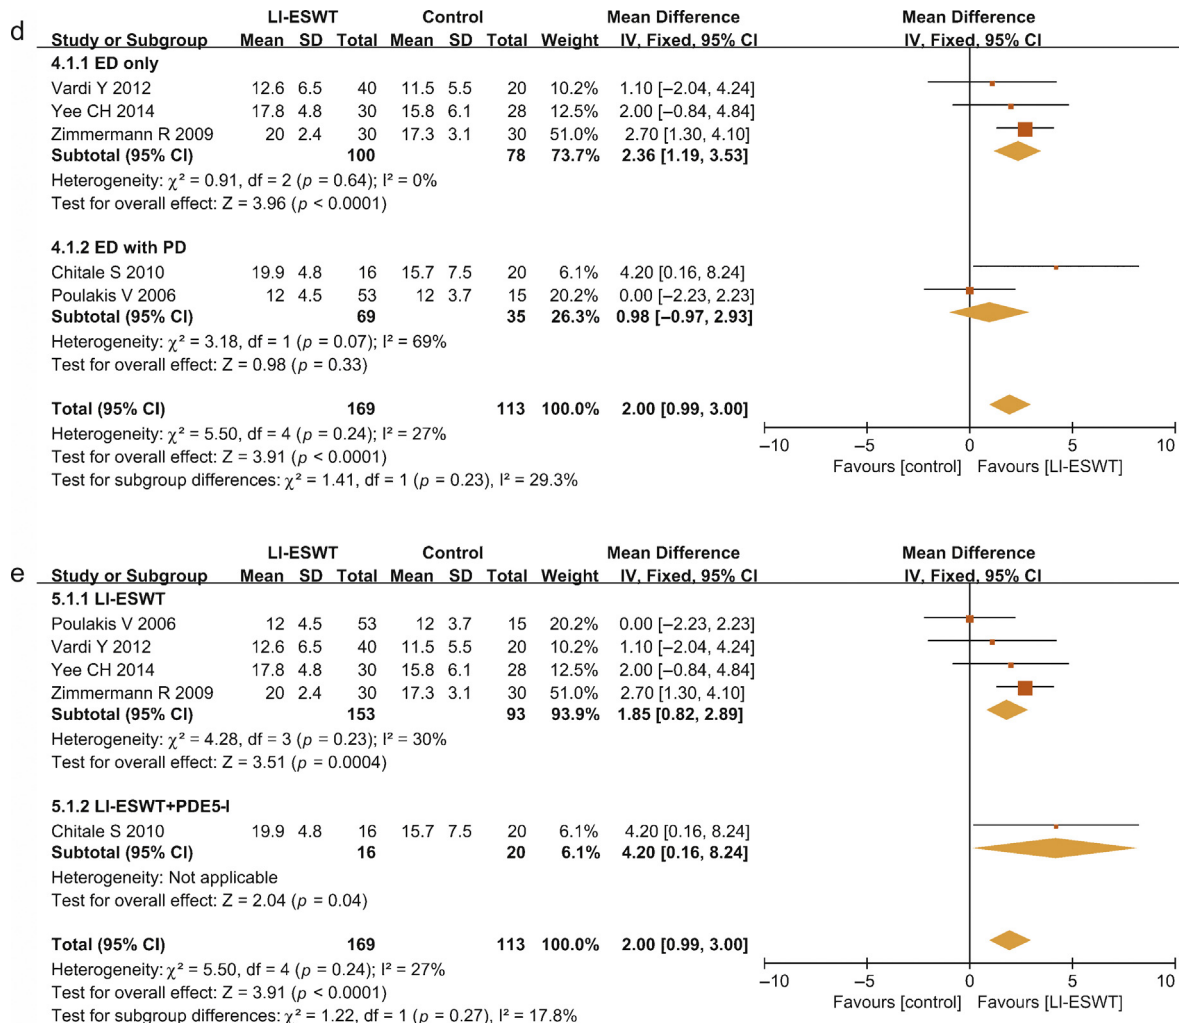 d
LI-ESWT Control Mean Difference Mean Difference
Study or Subgroup Mean SD Total Mean SD Total Weight IV, Fixed, 95% CI IV, Fixed, 95% CI
4.1.1 ED only
Vardi Y 2012 12.6 6.5 40 11.5 5.5 20 10.2% 1.10 [–2.04, 4.24]
Yee CH 2014 17.8 4.8 30 15.8 6.1 28 12.5% 2.00 [–0.84, 4.84]
Zimmermann R 2009 20 2.4 30 17.3 3.1 30 51.0% 2.70 [1.30, 4.10]
Subtotal (95% CI) 100 78 73.7% 2.36 [1.19, 3.53]
Heterogeneity: χ² = 0.91, df = 2 (p = 0.64); I² = 0%
Test for overall effect: Z = 3.96 (p < 0.0001)
4.1.2 ED with PD
Chitale S 2010 19.9 4.8 16 15.7 7.5 20 6.1% 4.20 [0.16, 8.24]
Poulakis V 2006 12 4.5 53 12 3.7 15 20.2% 0.00 [–2.23, 2.23]
Subtotal (95% CI) 69 35 26.3% 0.98 [–0.97, 2.93]
Heterogeneity: χ² = 3.18, df = 1 (p = 0.07); I² = 69%
Test for overall effect: Z = 0.98 (p = 0.33)
Total (95% CI) 169 113 100.0% 2.00 [0.99, 3.00]
Heterogeneity: χ² = 5.50, df = 4 (p = 0.24); I² = 27%
Test for overall effect: Z = 3.91 (p < 0.0001)
Test for subgroup differences: χ² = 1.41, df = 1 (p = 0.23), I² = 29.3%
–10 –5 0 5 10
Favours [control] Favours [LI-ESWT]
e
LI-ESWT Control Mean Difference Mean Difference
Study or Subgroup Mean SD Total Mean SD Total Weight IV, Fixed, 95% CI IV, Fixed, 95% CI
5.1.1 LI-ESWT
Poulakis V 2006 12 4.5 53 12 3.7 15 20.2% 0.00 [–2.23, 2.23]
Vardi Y 2012 12.6 6.5 40 11.5 5.5 20 10.2% 1.10 [–2.04, 4.24]
Yee CH 2014 17.8 4.8 30 15.8 6.1 28 12.5% 2.00 [–0.84, 4.84]
Zimmermann R 2009 20 2.4 30 17.3 3.1 30 51.0% 2.70 [1.30, 4.10]
Subtotal (95% CI) 153 93 93.9% 1.85 [0.82, 2.89]
Heterogeneity: χ² = 4.28, df = 3 (p = 0.23); I² = 30%
Test for overall effect: Z = 3.51 (p = 0.0004)
5.1.2 LI-ESWT+PDE5-I
Chitale S 2010 19.9 4.8 16 15.7 7.5 20 6.1% 4.20 [0.16, 8.24]
Subtotal (95% CI) 16 20 6.1% 4.20 [0.16, 8.24]
Heterogeneity: Not applicable
Test for overall effect: Z = 2.04 (p = 0.04)
Total (95% CI) 169 113 100.0% 2.00 [0.99, 3.00]
Heterogeneity: χ² = 5.50, df = 4 (p = 0.24); I² = 27%
Test for overall effect: Z = 3.91 (p < 0.0001)
Test for subgroup differences: χ² = 1.22, df = 1 (p = 0.27), I² = 17.8%
–10 –5 0 5 10
Favours [control] Favours [LI-ESWT]